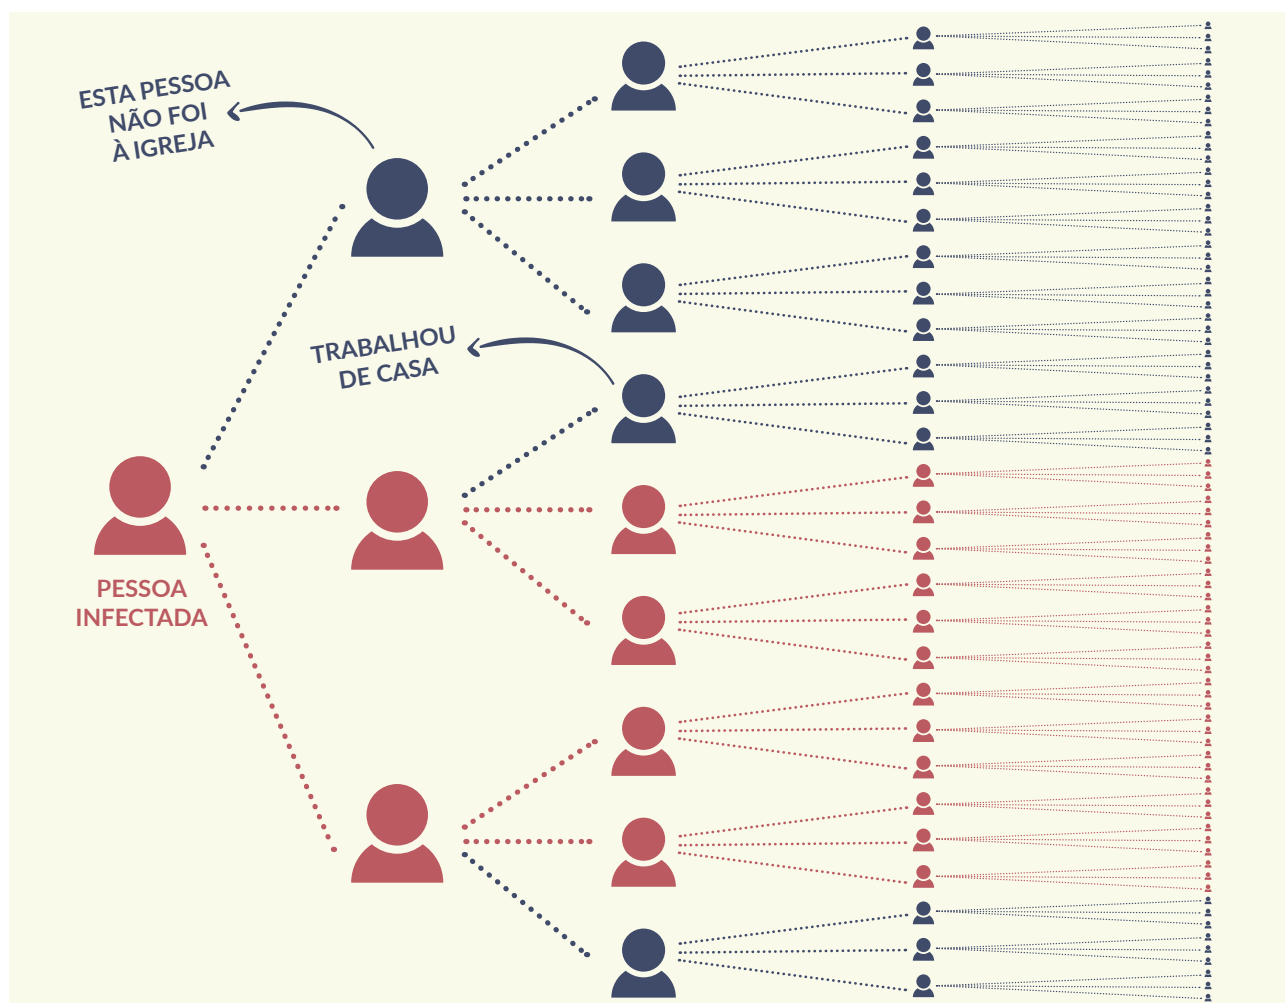 ESTA PESSOA
NÃO FOI
À IGREJA
TRABALHOU
DE CASA
PESSOA
INFECTADA